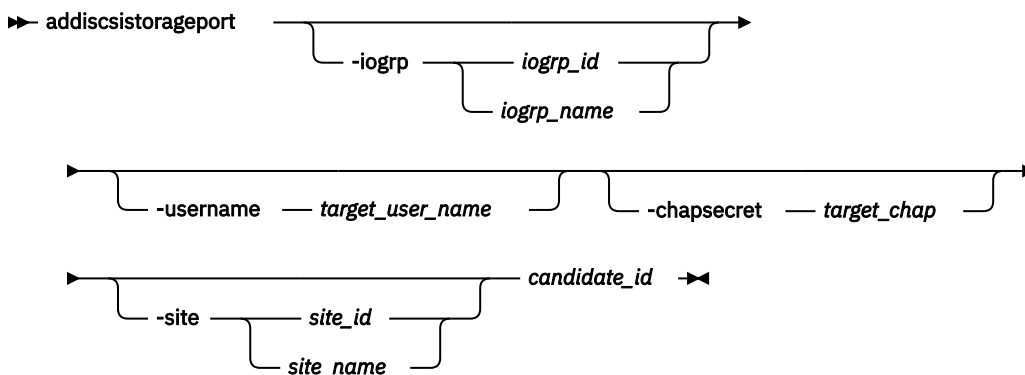 addiscsistorageport
-iogrp iogrp_id
iogrp_name
-username target_user_name -chapsecret target_chap
candidate_id
-site site_id
site_name